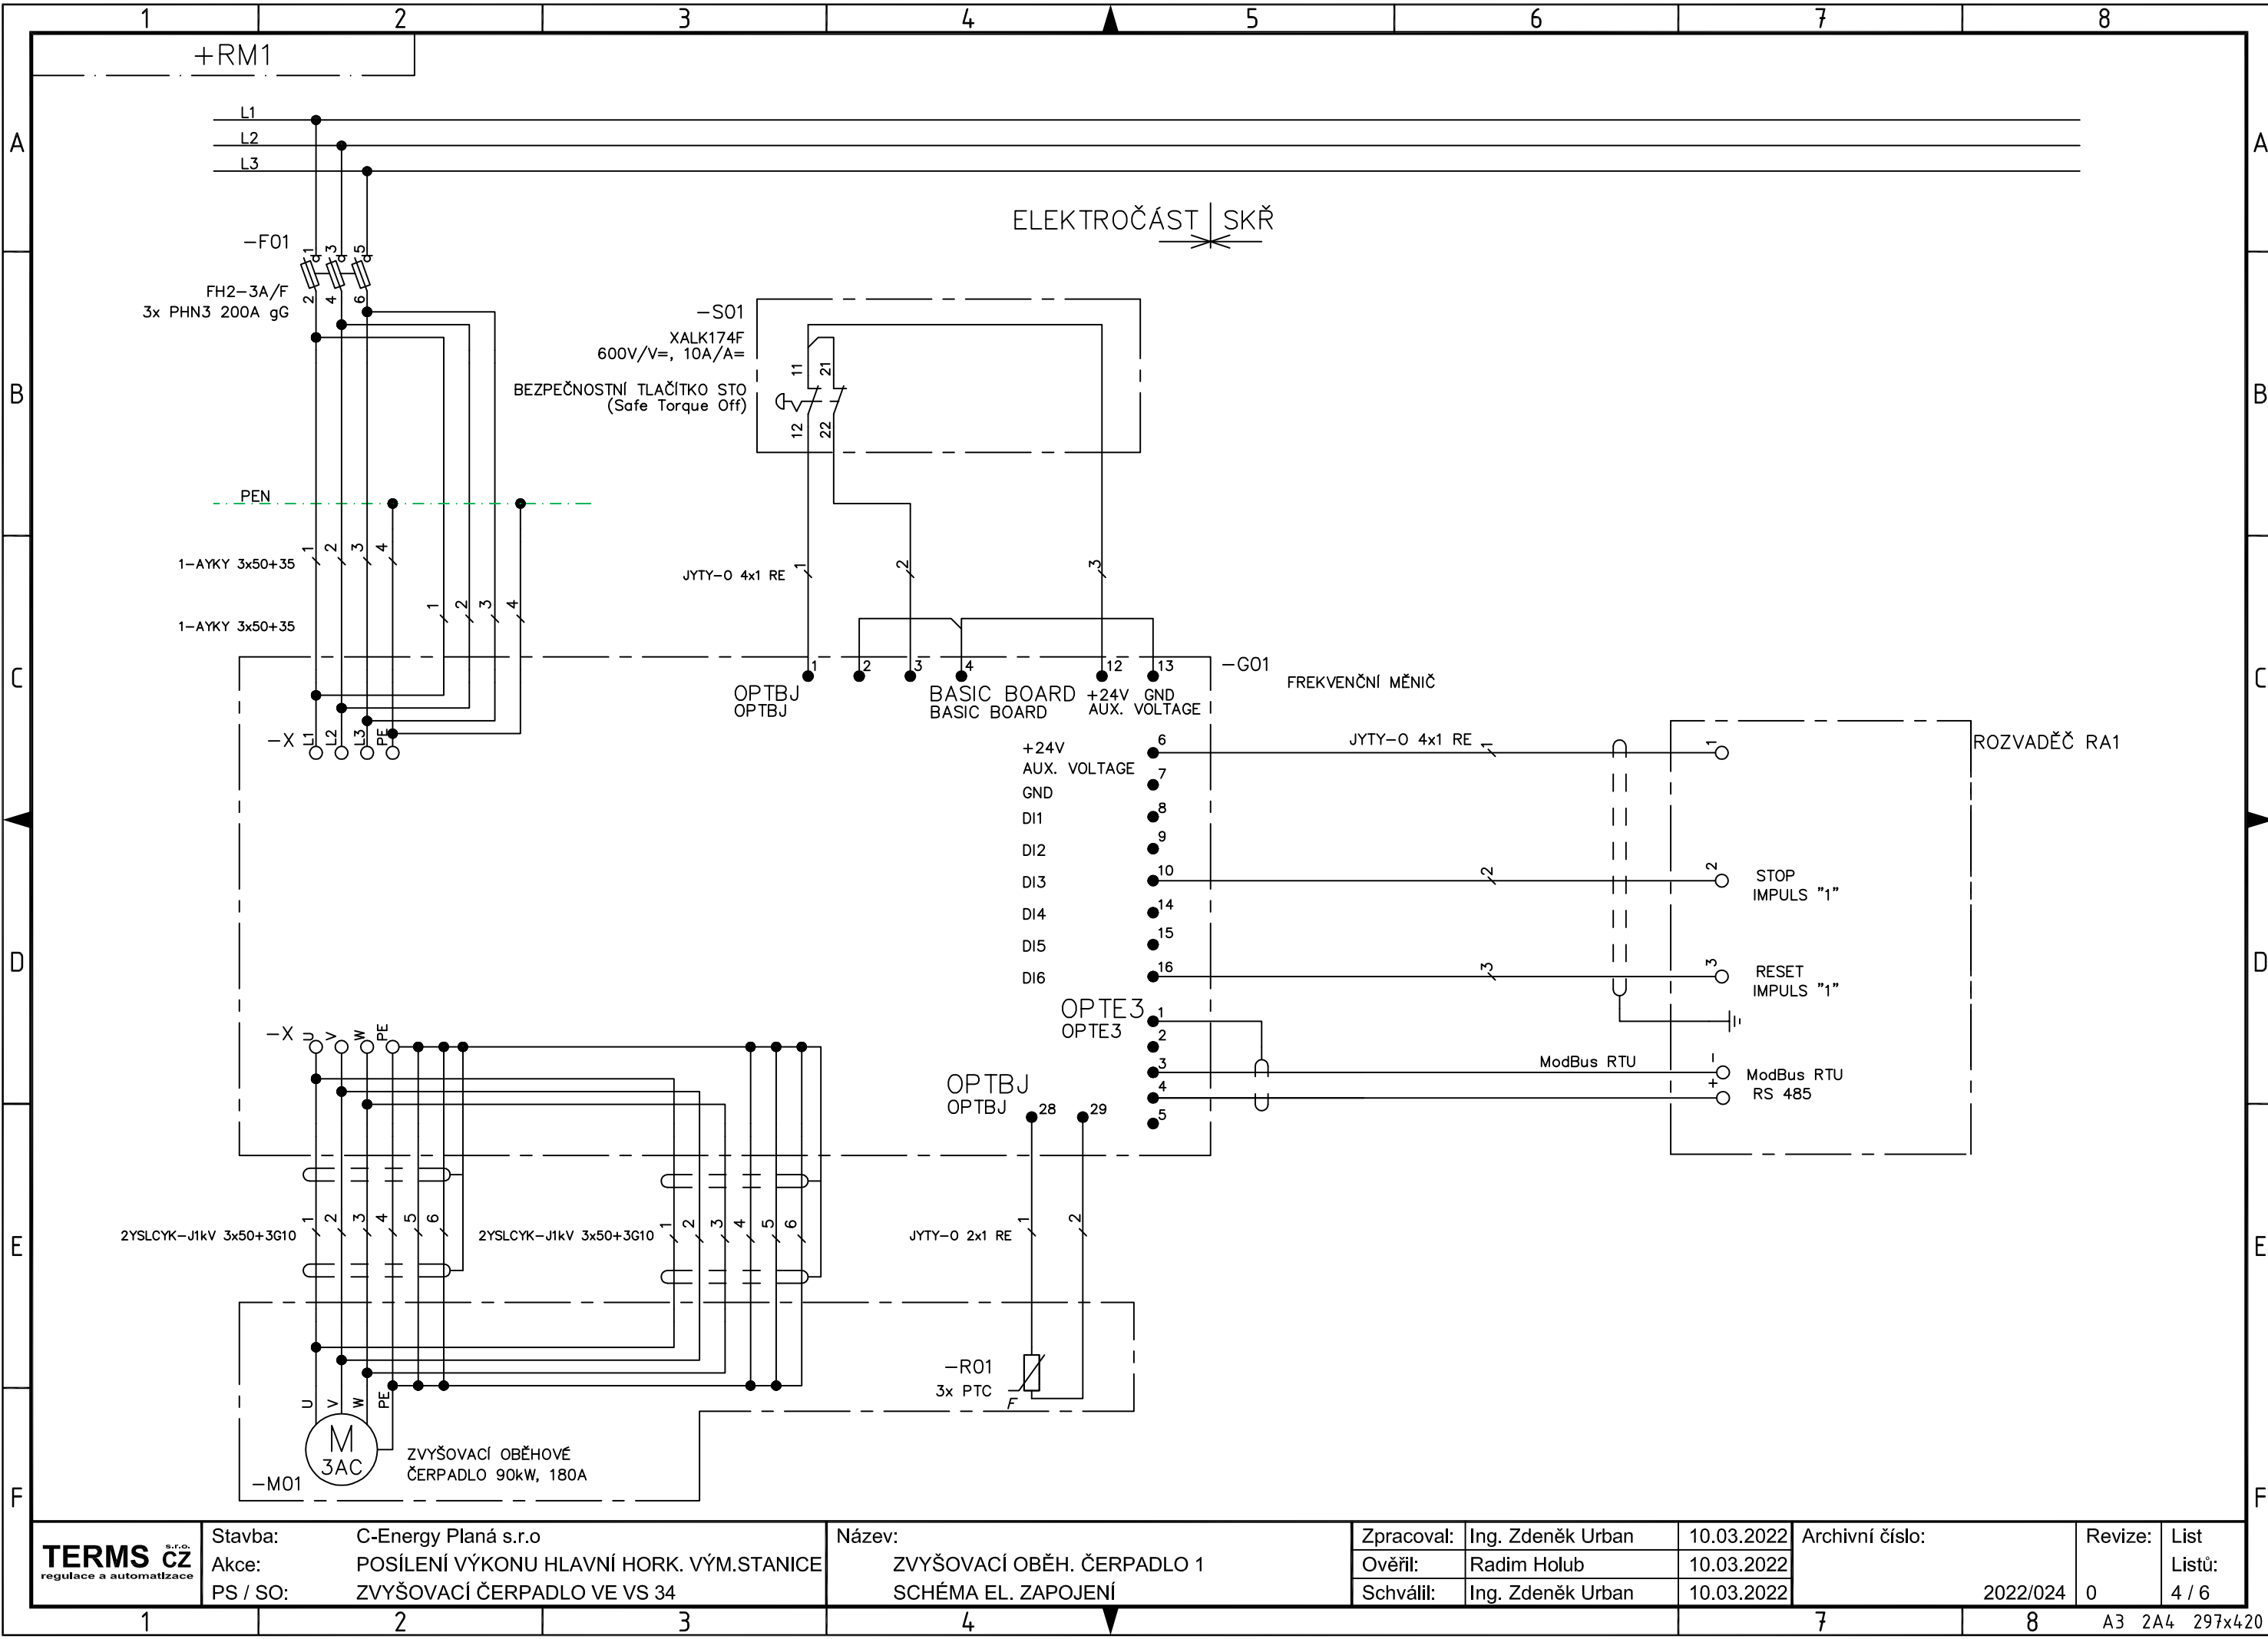 1 2 3 4 5 6 7 8
+RM1
A A
L1
L2
L3
ELEKTROČÁST SKŘ
-F01
1 3 5
2 4 6
FH2-3A/F
3x PHN3 200A gG
-S01
XALK174F
600V/V=, 10A/A=
BEZPEČNOSTNÍ TLAČÍTKO STO
(Safe Torque Off)
11 21
12 22
B B
PEN
1-AYKY 3x50+35
1 2 3 4
1-AYKY 3x50+35
1 2 3 4
JYTY-O 4x1 RE
1 2 3
C C
1 2 3 4 12 13
-G01
FREKVENČNÍ MĚNIČ
OPTBJ
OPTBJ
BASIC BOARD
BASIC BOARD
+24V GND
AUX. VOLTAGE
-X
L1 L2 L3 PE
+24V
AUX. VOLTAGE
6
GND
7
DI1
8
DI2
9
DI3
10
DI4
14
DI5
15
DI6
16
JYTY-O 4x1 RE
1
2
3
ROZVADĚČ RA1
1
2
STOP
IMPULS "1"
3
RESET
IMPULS "1"
D D
OPTE3
OPTE3
1
2
3
4
5
ModBus RTU
-
+
ModBus RTU
RS 485
-X
U V W PE
OPTBJ
OPTBJ
28 29
E E
2YSLCYK-J1kV 3x50+3G10
1 2 3 4 5 6
2YSLCYK-J1kV 3x50+3G10
1 2 3 4 5 6
JYTY-O 2x1 RE
1 2
-R01
3x PTC
F
U V W PE
M
3AC
-M01
ZVYŠOVACÍ OBĚHOVÉ
ČERPADLO 90kW, 180A
F F
TERMS s.r.o. CZ
regulace a automatizace
Stavba: C-Energy Planá s.r.o
Akce: POSÍLENÍ VÝKONU HLAVNÍ HORK. VÝM.STANICE
PS / SO: ZVYŠOVACÍ ČERPADLO VE VS 34
Název:
ZVYŠOVACÍ OBĚH. ČERPADLO 1
SCHÉMA EL. ZAPOJENÍ
Zpracoval: Ing. Zdeněk Urban 10.03.2022
Ověřil: Radim Holub 10.03.2022
Schválil: Ing. Zdeněk Urban 10.03.2022
Archivní číslo:
2022/024
Revize:
0
List
Listů:
4 / 6
1 2 3 4 7 8
A3 2A4 297x420